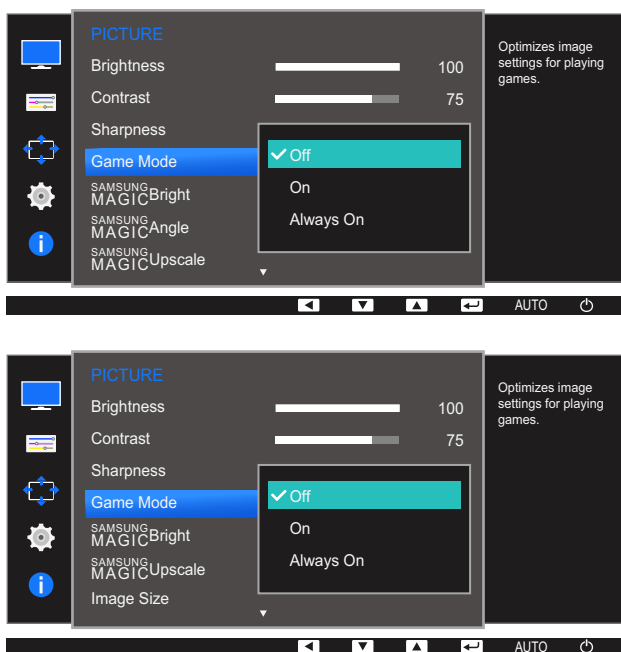 PICTURE
Brightness 100
Contrast 75
Sharpness
Game Mode
Off
On
Always On
SAMSUNG
MAGICBright
SAMSUNG
MAGICAngle
SAMSUNG
MAGICUpscale
Optimizes image
settings for playing
games.
AUTO
PICTURE
Brightness 100
Contrast 75
Sharpness
Game Mode
Off
On
Always On
SAMSUNG
MAGICBright
SAMSUNG
MAGICUpscale
Image Size
Optimizes image
settings for playing
games.
AUTO